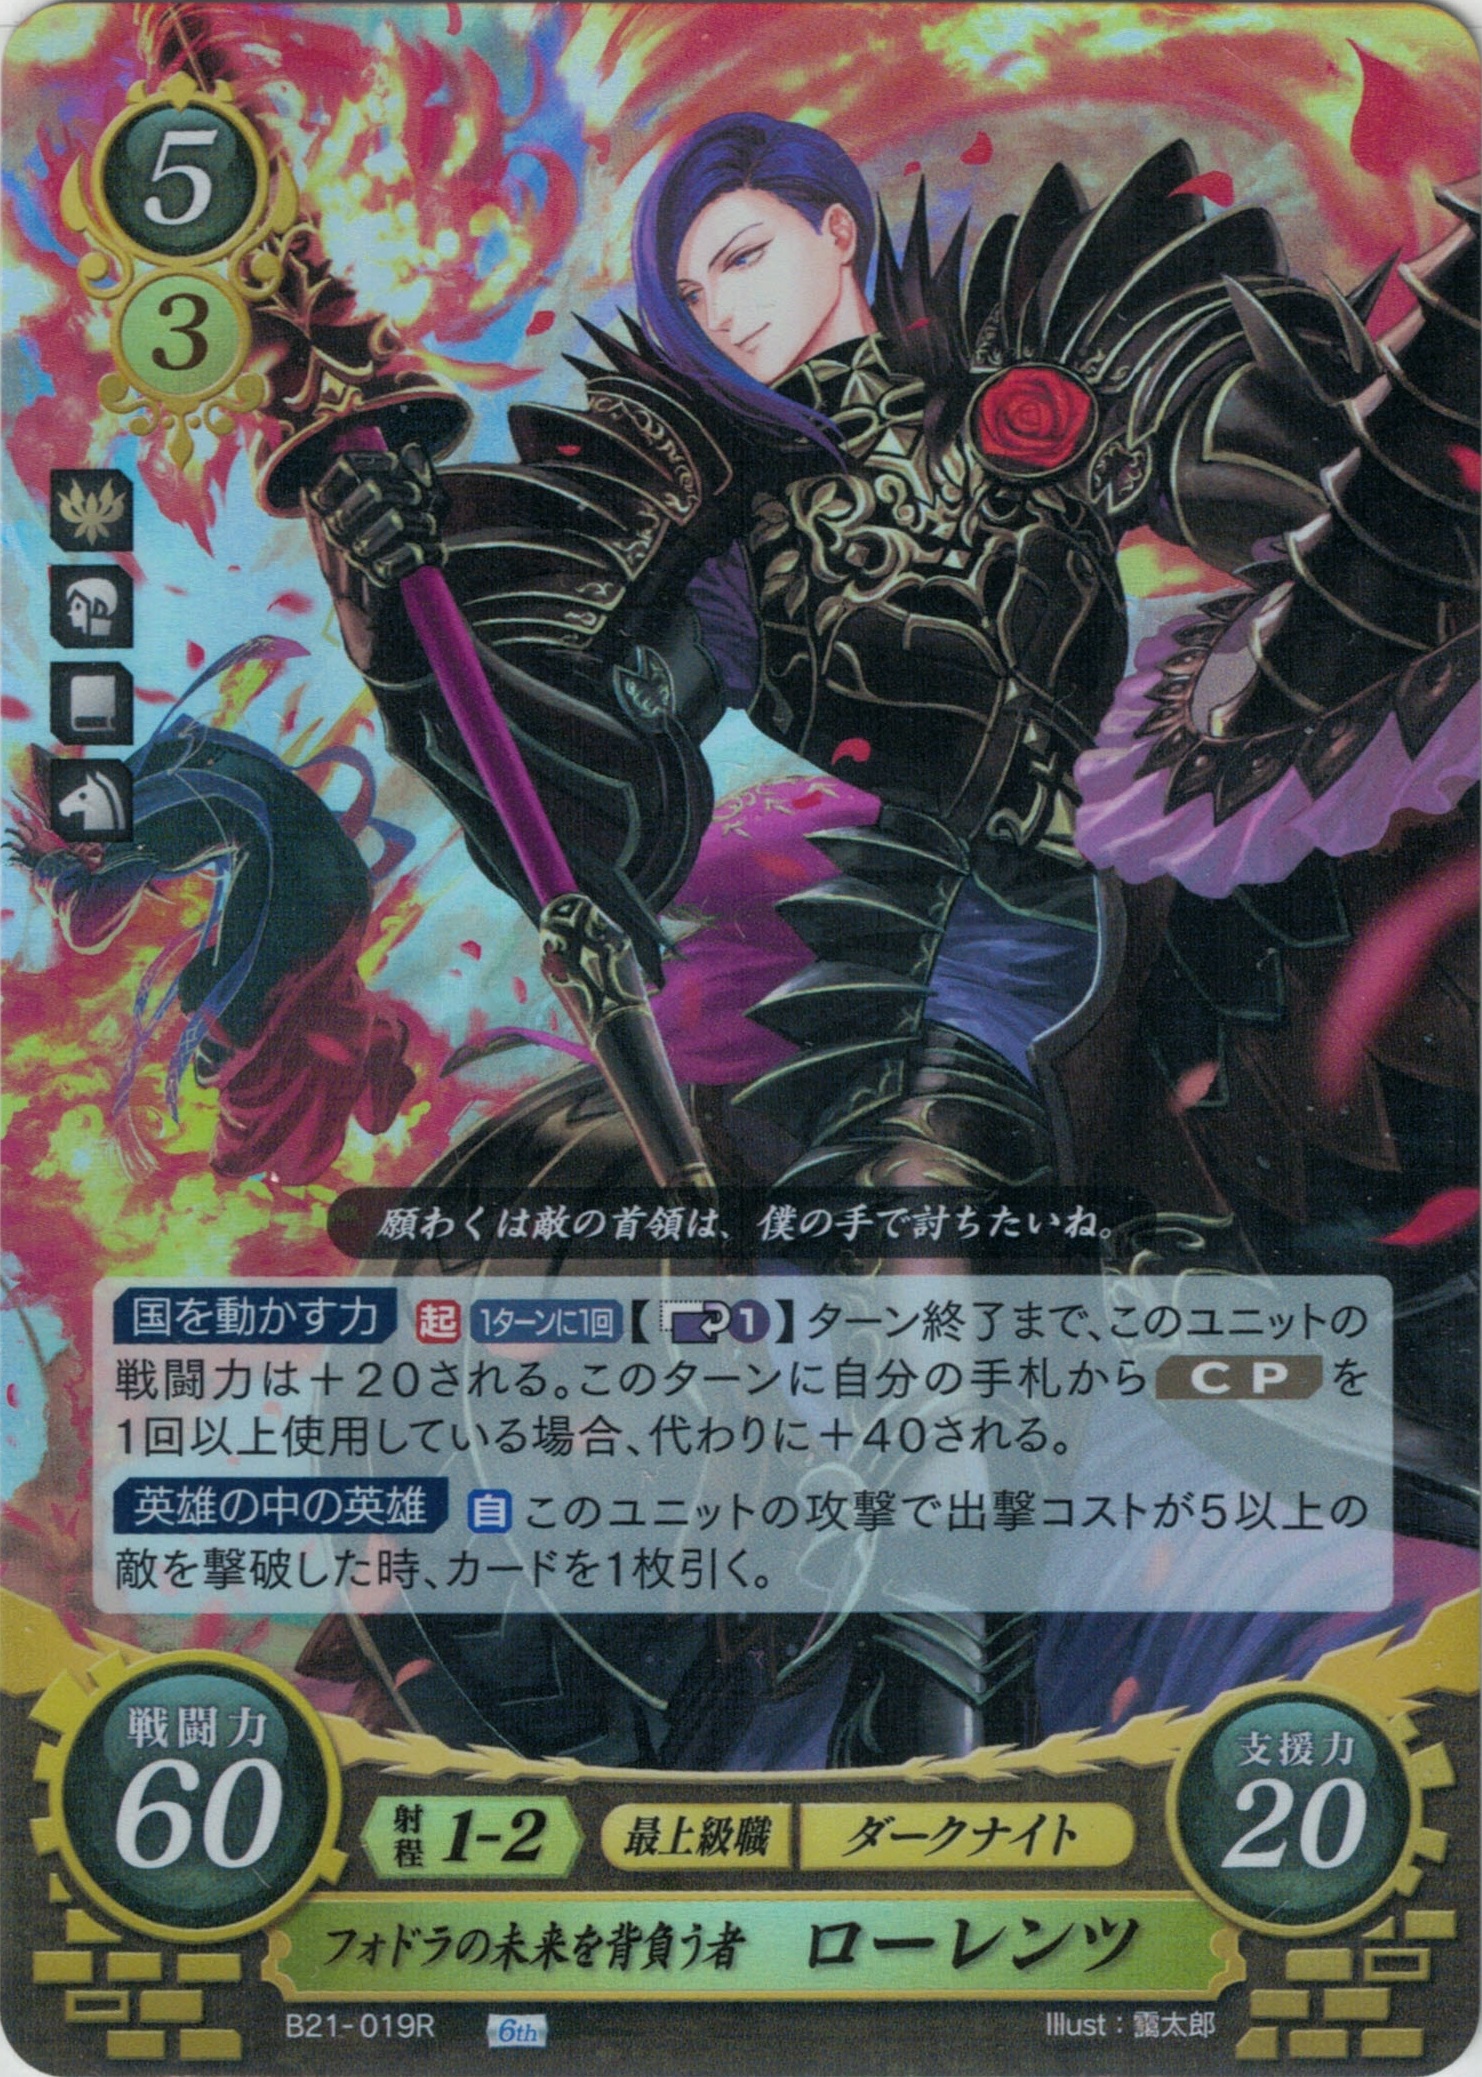 5
3
願わくは敵の首領は、僕の手で討ちたいね。
国を動かす力 起 1ターンに1回【1】ターン終了まで、このユニットの
戦闘力は＋20される。このターンに自分の手札から CP を
1回以上使用している場合、代わりに＋40される。
英雄の中の英雄 自 このユニットの攻撃で出撃コストが5以上の
敵を撃破した時、カードを1枚引く。
戦闘力
60
支援力
20
射程 1-2 最上級職 ダークナイト
フォドラの未来を背負う者 ローレンツ
B21-019R 6th Illust：靄太郎